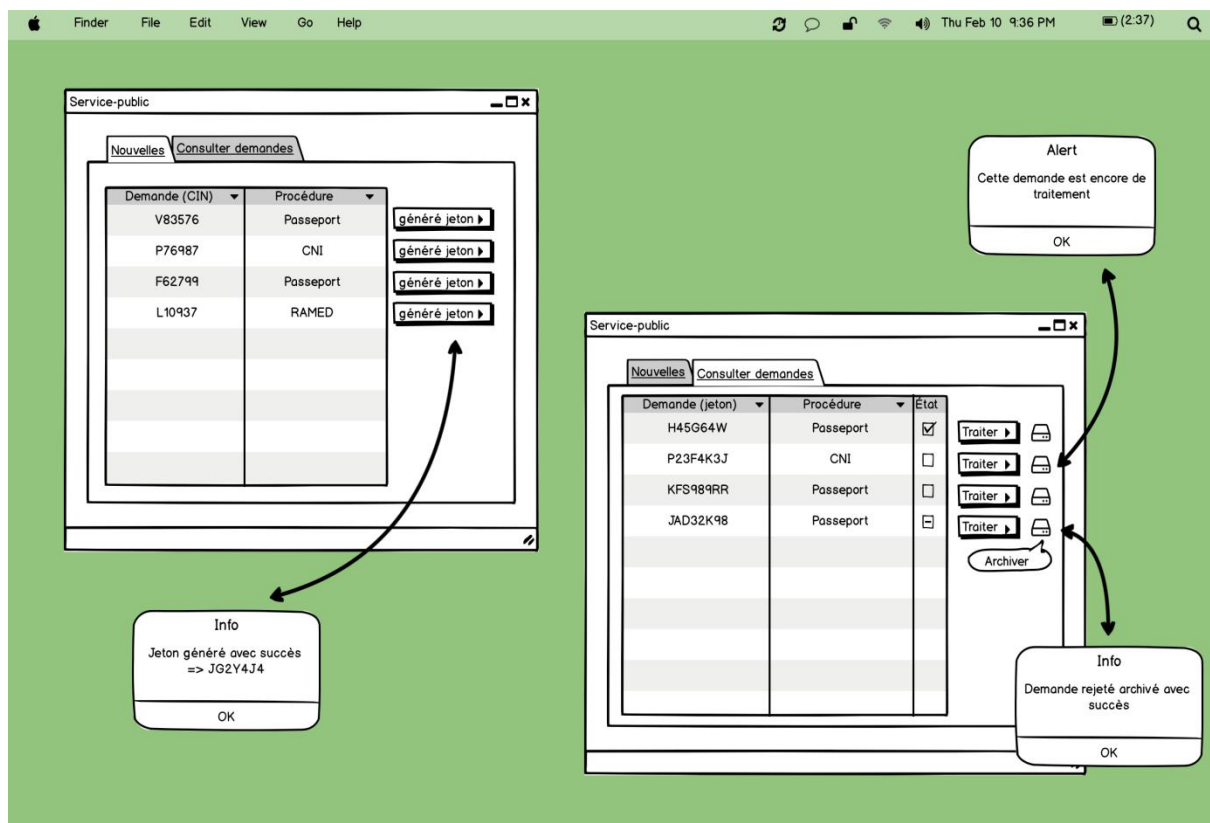 Finder File Edit View Go Help Thu Feb 10 9:36 PM (2:37)
Service-public
Nouvelles Consulter demandes
Demande (CIN) Procédure
V83576 Passeport généré jeton
P76987 CNI généré jeton
F62799 Passeport généré jeton
L10937 RAMED généré jeton
Info
Jeton généré avec succès
=> JG2Y4J4
OK
Alert
Cette demande est encore de
traitement
OK
Service-public
Nouvelles Consulter demandes
Demande (jeton) Procédure État
H45G64W Passeport Traiter
P23F4K3J CNI Traiter
KFS989RR Passeport Traiter
JAD32K98 Passeport Traiter
Archiver
Info
Demande rejeté archivé avec
succès
OK